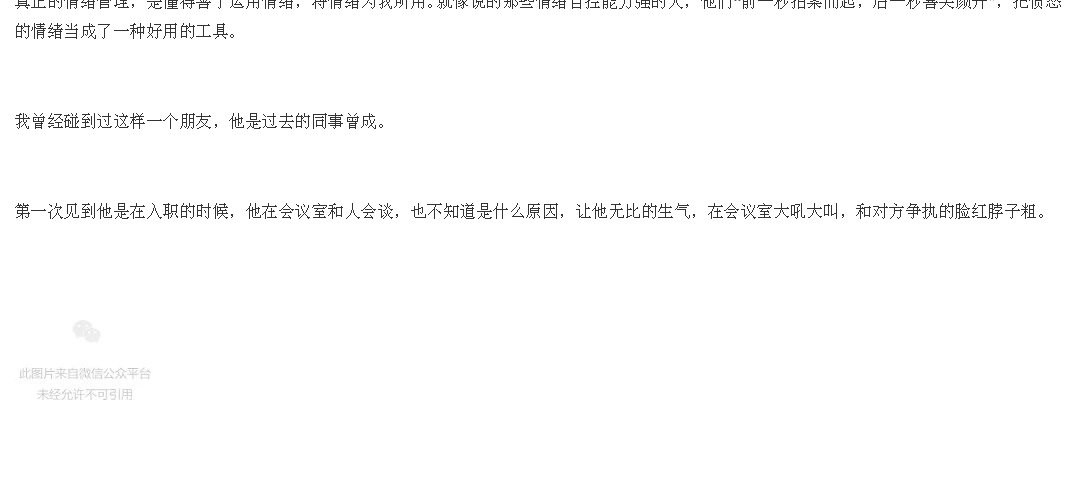 真正的情绪管理，是懂得善于运用情绪，将情绪为我所用。就像说的那些情绪自控能力强的人，他们“前一秒拍案而起，后一秒喜笑颜开”，把愤怒
的情绪当成了一种好用的工具。
我曾经碰到过这样一个朋友，他是过去的同事曾成。
第一次见到他是在入职的时候，他在会议室和人会谈，也不知道是什么原因，让他无比的生气，在会议室大吼大叫，和对方争执的脸红脖子粗。
此图片来自微信公众平台
未经允许不可引用